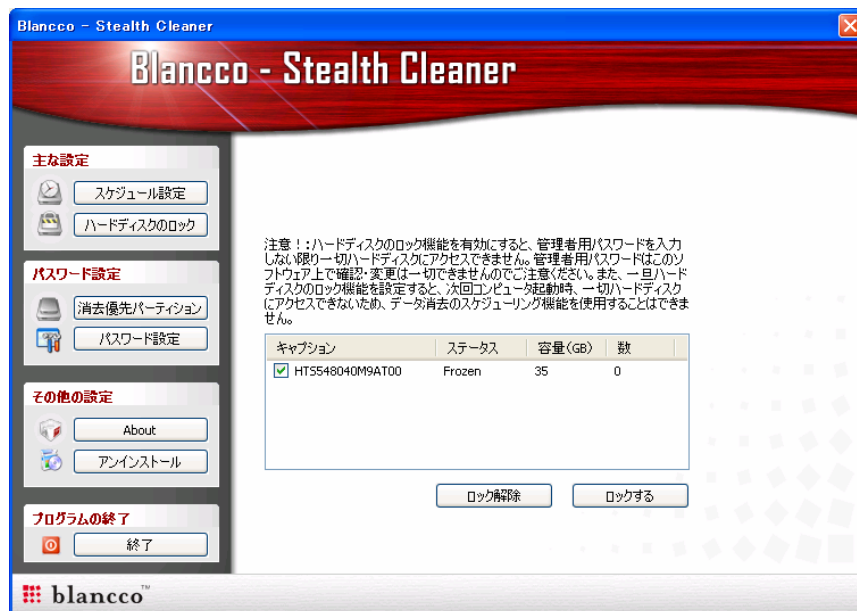 Blancco - Stealth Cleaner
Blancco - Stealth Cleaner
主な設定
スケジュール設定
ハードディスクのロック
パスワード設定
消去優先パーティション
パスワード設定
その他の設定
About
アンインストール
プログラムの終了
終了
注意！:ハードディスクのロック機能を有効にすると、管理者用パスワードを入力
しない限り一切ハードディスクにアクセスできません。管理者用パスワードはこのソ
フトウェア上で確認・変更は一切できませんのでご注意ください。また、一旦ハード
ディスクのロック機能を設定すると、次回コンピュータ起動時、一切ハードディスク
にアクセスできないため、データ消去のスケジューリング機能を使用することはできま
せん。
キャプション ステータス 容量(GB) 数
HTS548040M9AT00 Frozen 35 0
ロック解除 ロックする
blancco™